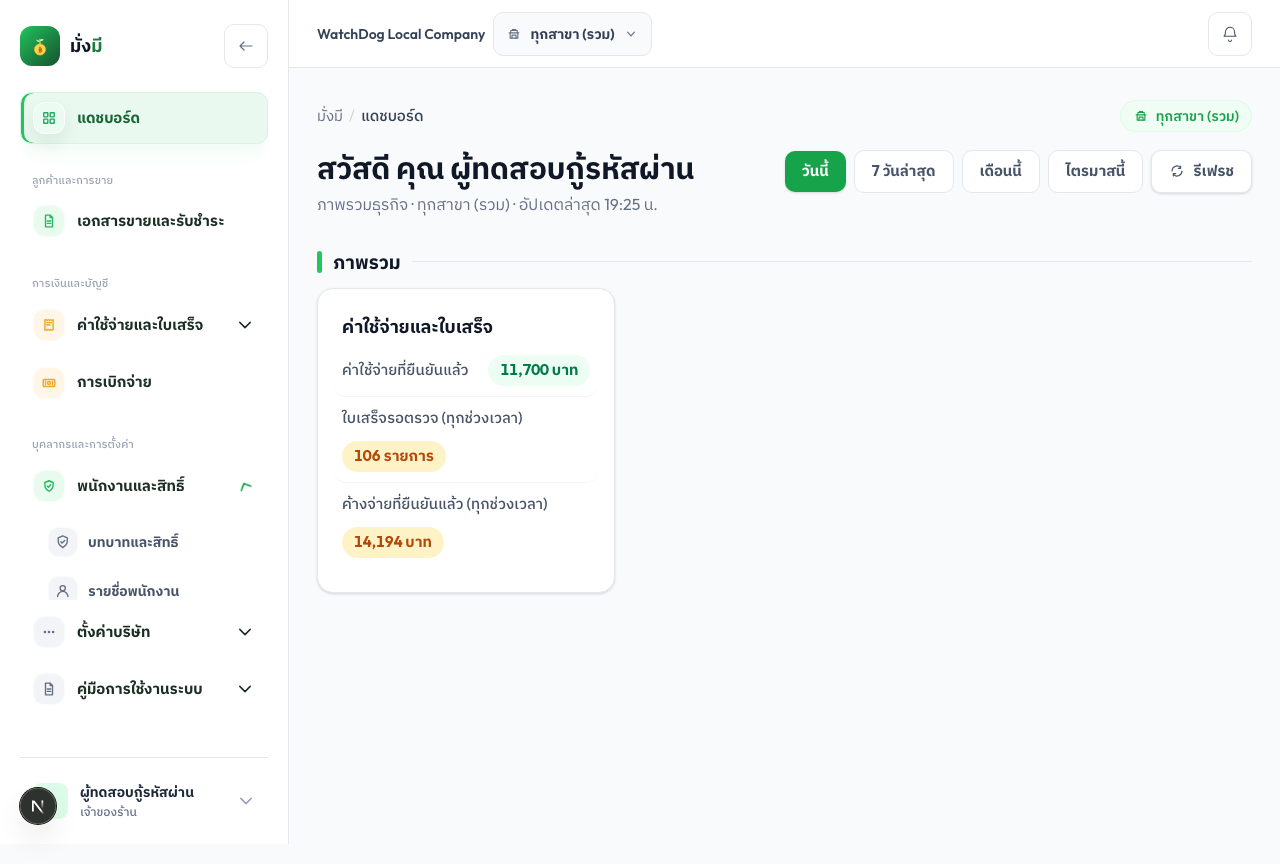 มั่งมี
แดชบอร์ด
ลูกค้าและการขาย
เอกสารขายและรับชำระ
การเงินและบัญชี
ค่าใช้จ่ายและใบเสร็จ
การเบิกจ่าย
บุคลากรและการตั้งค่า
พนักงานและสิทธิ์
บทบาทและสิทธิ์
รายชื่อพนักงาน
ตั้งค่าบริษัท
คู่มือการใช้งานระบบ
ผู้ทดสอบกู้รหัสผ่าน
เจ้าของร้าน
N
WatchDog Local Company ทุกสาขา (รวม)
มั่งมี / แดชบอร์ด
ทุกสาขา (รวม)
สวัสดี คุณ ผู้ทดสอบกู้รหัสผ่าน
วันนี้ 7 วันล่าสุด เดือนนี้ ไตรมาสนี้ รีเฟรช
ภาพรวมธุรกิจ · ทุกสาขา (รวม) · อัปเดตล่าสุด 19:25 น.
ภาพรวม
ค่าใช้จ่ายและใบเสร็จ
ค่าใช้จ่ายที่ยืนยันแล้ว 11,700 บาท
ใบเสร็จรอตรวจ (ทุกช่วงเวลา)
106 รายการ
ค้างจ่ายที่ยืนยันแล้ว (ทุกช่วงเวลา)
14,194 บาท